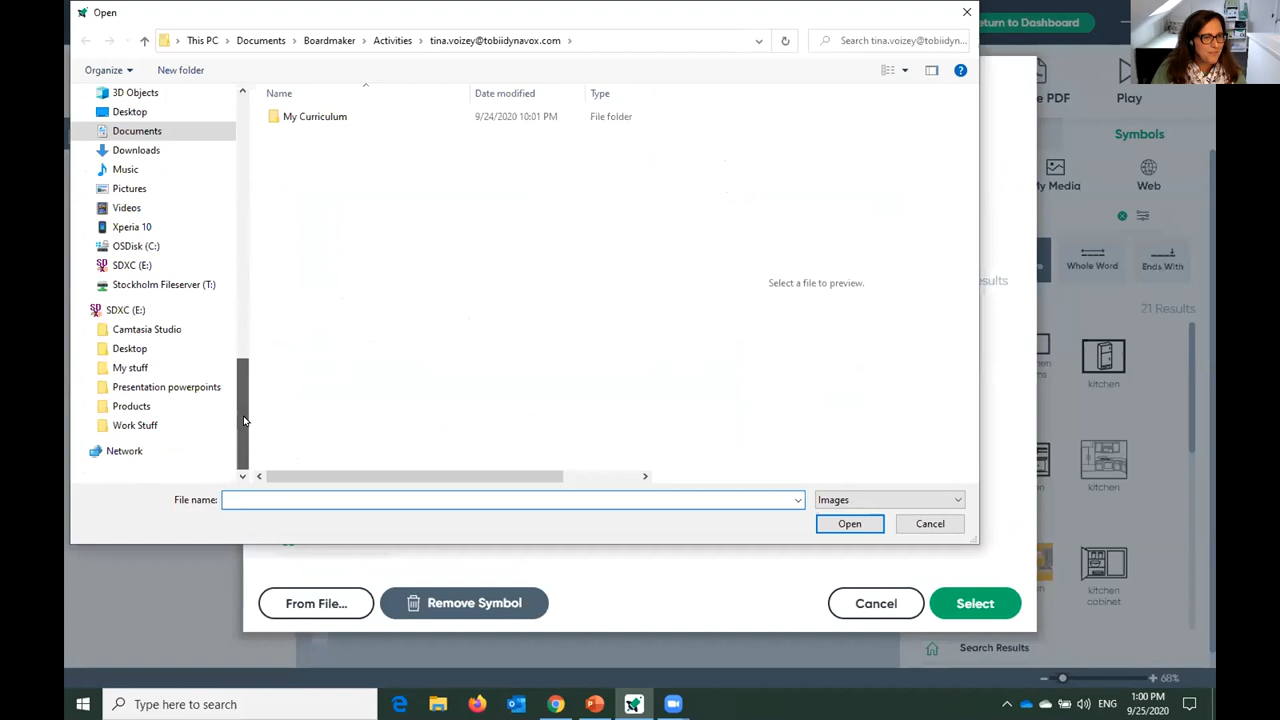 Open
This PC > Documents > Boardmaker > Activities > tina.voizey@tobiidynavox.com >
Search tina.voizey@tobiidyn...
Organize
New folder
Name
Date modified
Type
My Curriculum
9/24/2020 10:01 PM
File folder
3D Objects
Desktop
Documents
Downloads
Music
Pictures
Videos
Xperia 10
OSDisk (C:)
SDXC (E:)
Stockholm Fileserver (T:)
SDXC (E:)
Camtasia Studio
Desktop
My stuff
Presentation powerpoints
Products
Work Stuff
Network
Select a file to preview.
File name:
Images
Open
Cancel
From File...
Remove Symbol
Cancel
Select
eturn to Dashboard
PDF
Play
Symbols
My Media
Web
Whole Word
Ends With
esults
21 Results
kitchen
kitchen
kitchen
cabinet
Search Results
68%
Type here to search
ENG
1:00 PM
9/25/2020